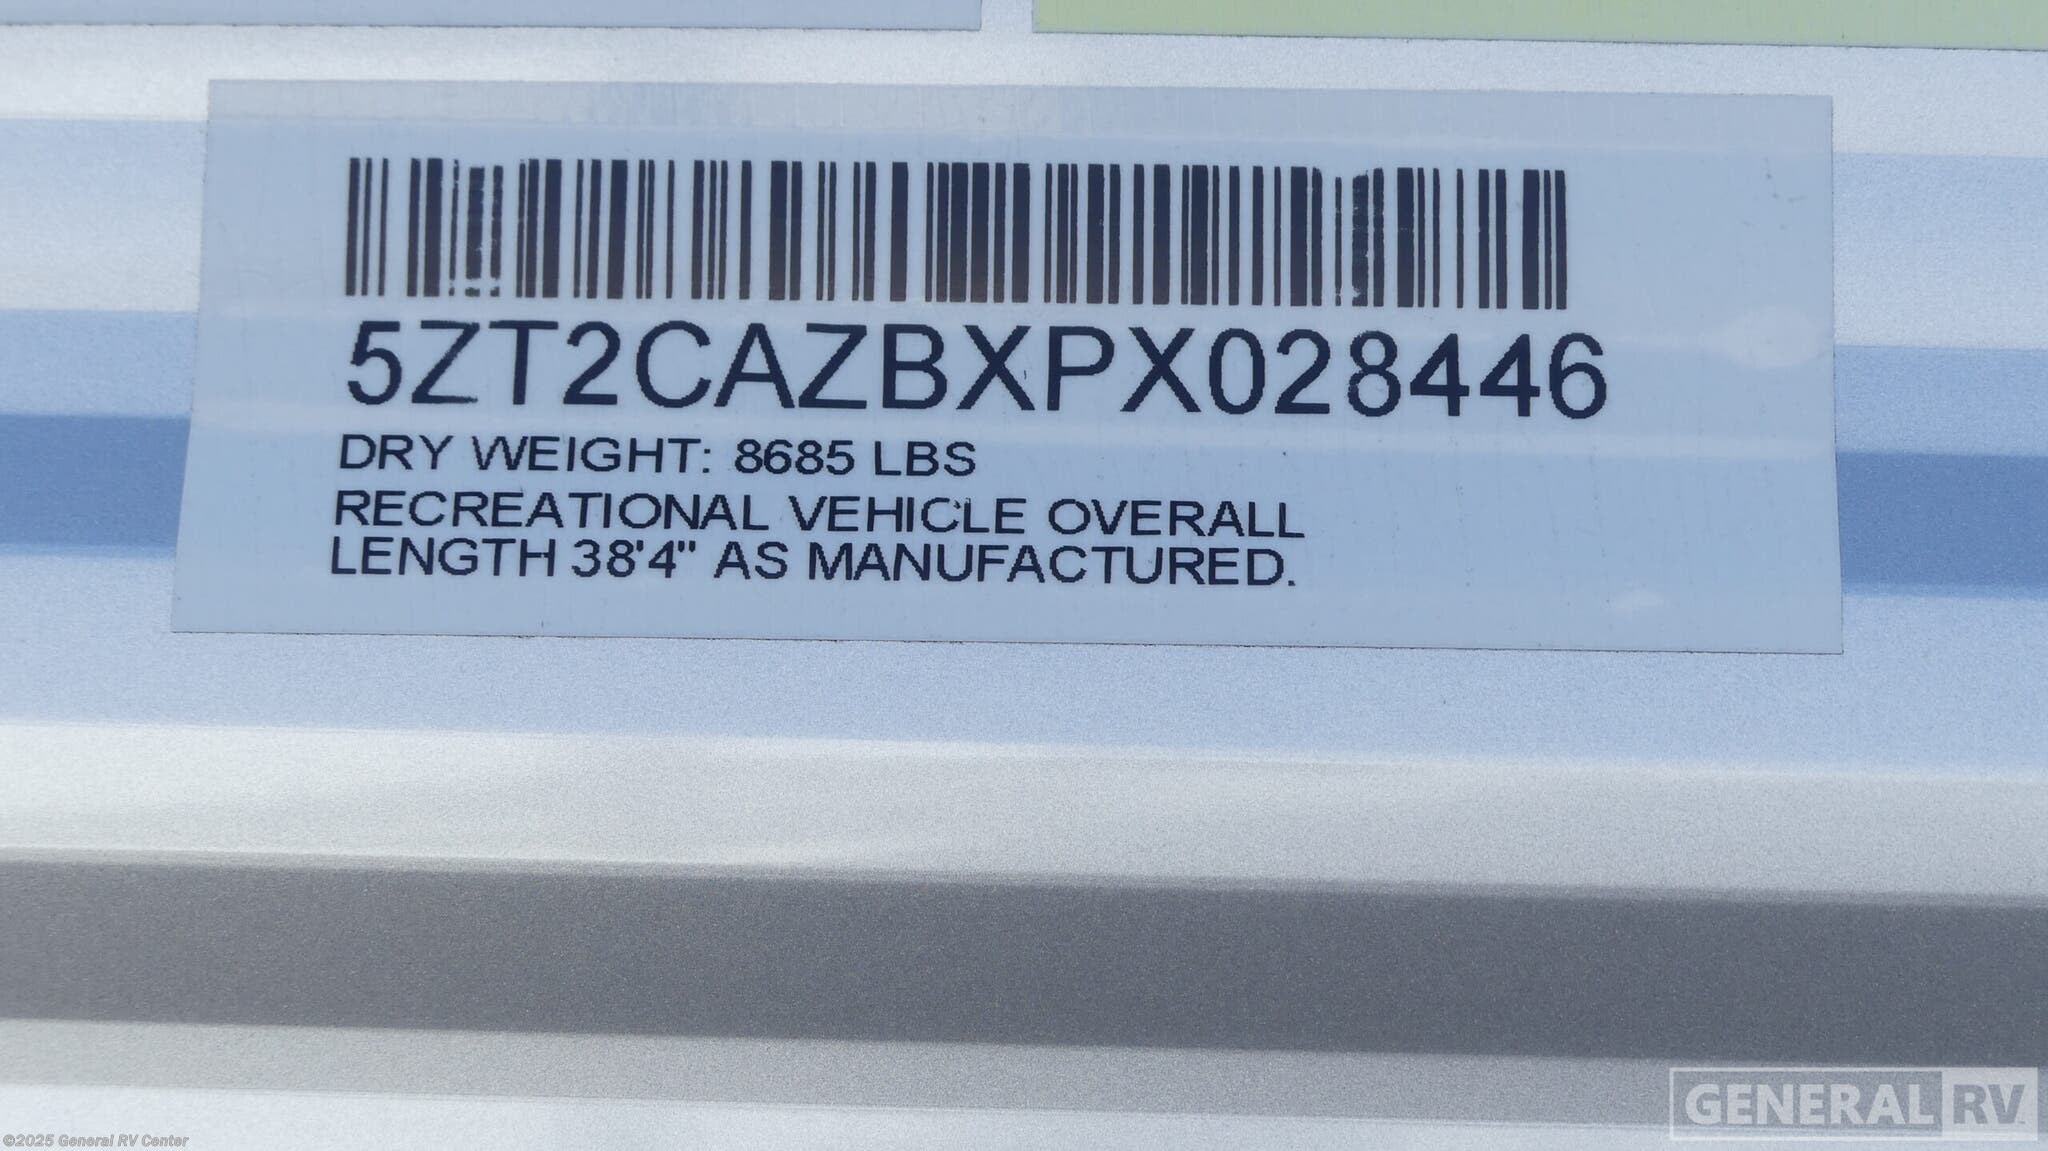 5ZT2CAZBXPX028446
DRY WEIGHT: 8685 LBS
RECREATIONAL VEHICLE OVERALL
LENGTH 38'4" AS MANUFACTURED.
GENERAL RV
©2025 General RV Center